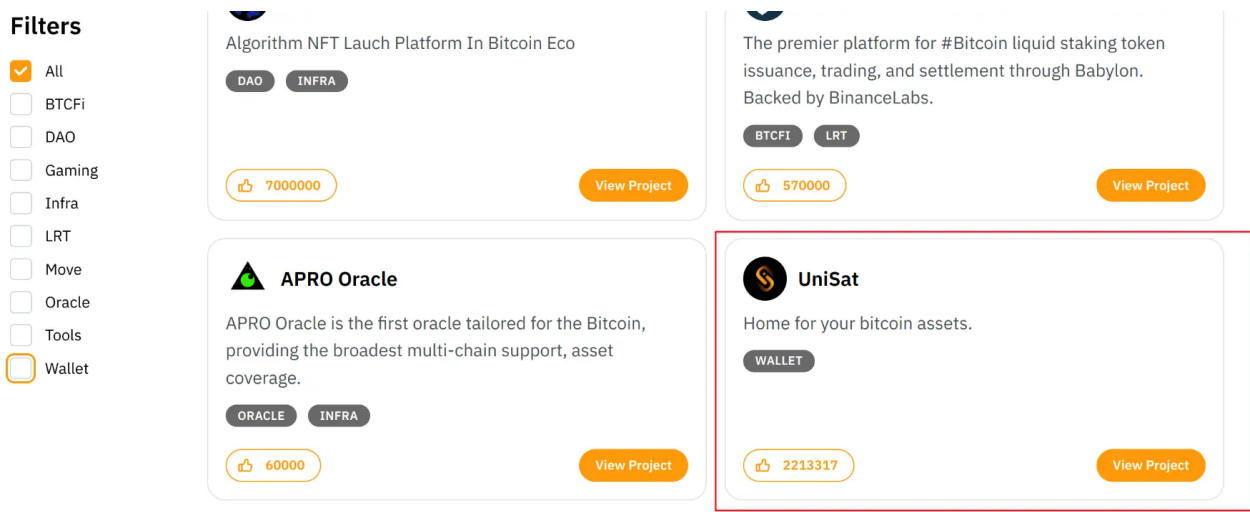 Filters
All
BTCFi
DAO
Gaming
Infra
LRT
Move
Oracle
Tools
Wallet
Algorithm NFT Lauch Platform In Bitcoin Eco
DAO INFRA
7000000 View Project
The premier platform for #Bitcoin liquid staking token
issuance, trading, and settlement through Babylon.
Backed by BinanceLabs.
BTCFI LRT
570000 View Project
APRO Oracle
APRO Oracle is the first oracle tailored for the Bitcoin,
providing the broadest multi-chain support, asset
coverage.
ORACLE INFRA
60000 View Project
UniSat
Home for your bitcoin assets.
WALLET
2213317 View Project